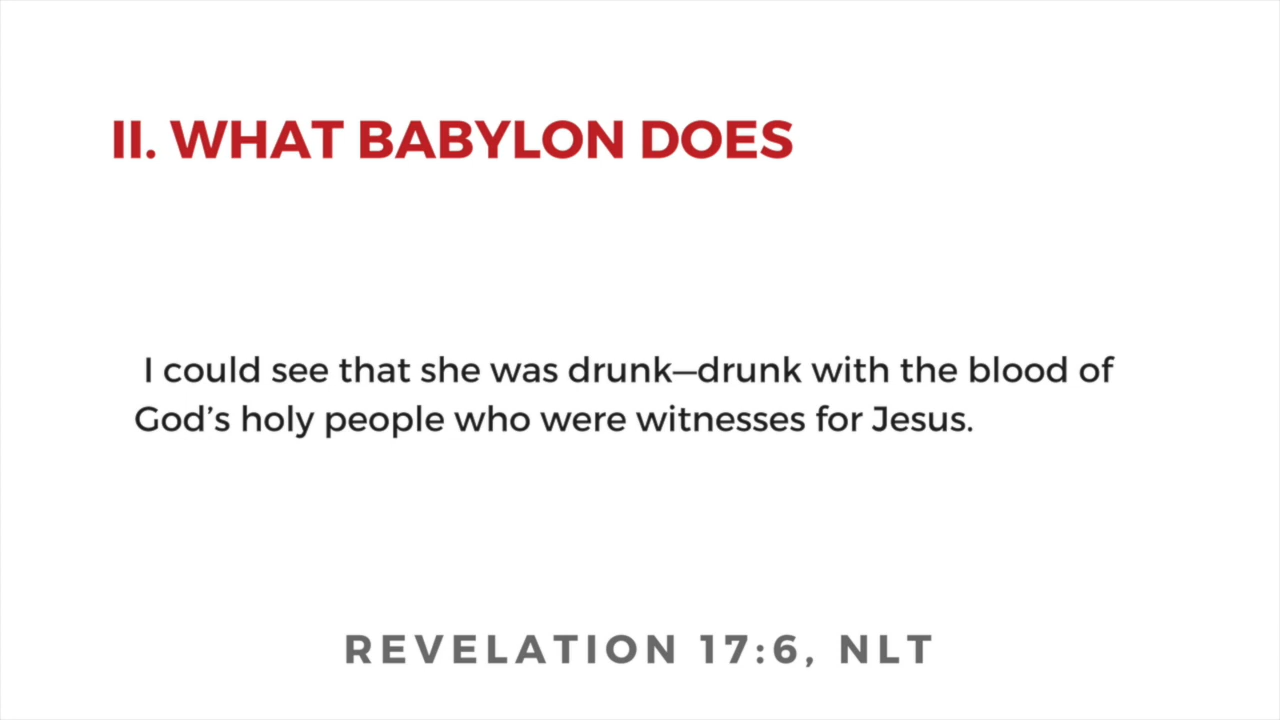 II. WHAT BABYLON DOES
I could see that she was drunk—drunk with the blood of
God’s holy people who were witnesses for Jesus.
REVELATION 17:6, NLT